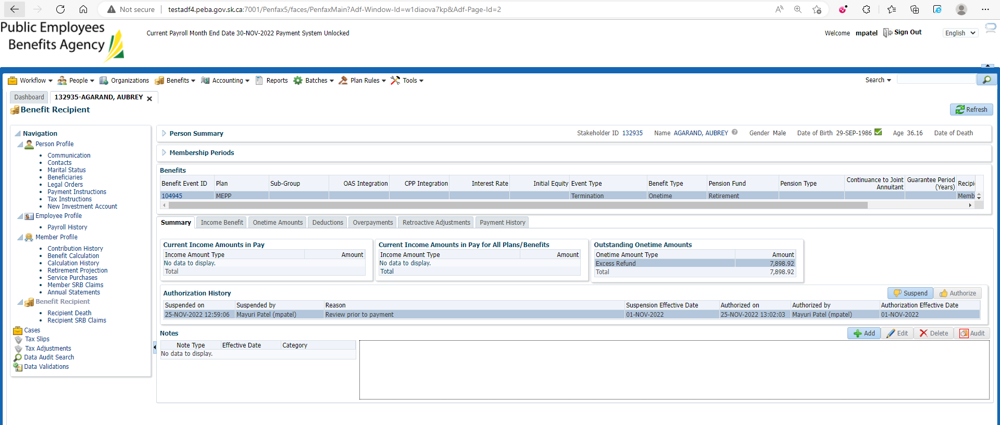 Not secure testadf4.peba.gov.sk.ca:7001/Penfax5/faces/PenfaxMain?Adf-Window-Id=w1diaova7kp&Adf-Page-Id=2
Public Employees
Benefits Agency
Current Payroll Month End Date 30-NOV-2022 Payment System Unlocked
Welcome mpatel Sign Out English
Workflow People Organizations Benefits Accounting Reports Batches Plan Rules Tools Search
Dashboard 132935-AGARAND, AUBREY
Benefit Recipient
Refresh
Navigation
Person Profile
Communication
Contacts
Marital Status
Beneficiaries
Legal Orders
Payment Instructions
Tax Instructions
New Investment Account
Employee Profile
Payroll History
Member Profile
Contribution History
Benefit Calculation
Calculation History
Retirement Projection
Service Purchases
Member SRB Claims
Annual Statements
Benefit Recipient
Recipient Death
Recipient SRB Claims
Cases
Tax Slips
Tax Adjustments
Data Audit Search
Data Validations
Person Summary Stakeholder ID 132935 Name AGARAND, AUBREY Gender Male Date of Birth 29-SEP-1986 Age 36.16 Date of Death
Membership Periods
Benefits
Benefit Event ID Plan Sub-Group OAS Integration CPP Integration Interest Rate Initial Equity Event Type Benefit Type Pension Fund Pension Type Continuance to Joint Annuitant Guarantee Period (Years) Recipi
104945 MEPP Termination Onetime Retirement Memb
Summary Income Benefit Onetime Amounts Deductions Overpayments Retroactive Adjustments Payment History
Current Income Amounts in Pay
Income Amount Type Amount
No data to display.
Total
Current Income Amounts in Pay for All Plans/Benefits
Income Amount Type Amount
No data to display.
Total
Outstanding Onetime Amounts
Onetime Amount Type Amount
Excess Refund 7,898.92
Total 7,898.92
Authorization History
Suspend Authorize
Suspended on Suspended by Reason Suspension Effective Date Authorized on Authorized by Authorization Effective Date
25-NOV-2022 12:59:06 Mayuri Patel (mpatel) Review prior to payment 01-NOV-2022 25-NOV-2022 13:02:03 Mayuri Patel (mpatel) 01-NOV-2022
Notes
Add Edit Delete Audit
Note Type Effective Date Category
No data to display.